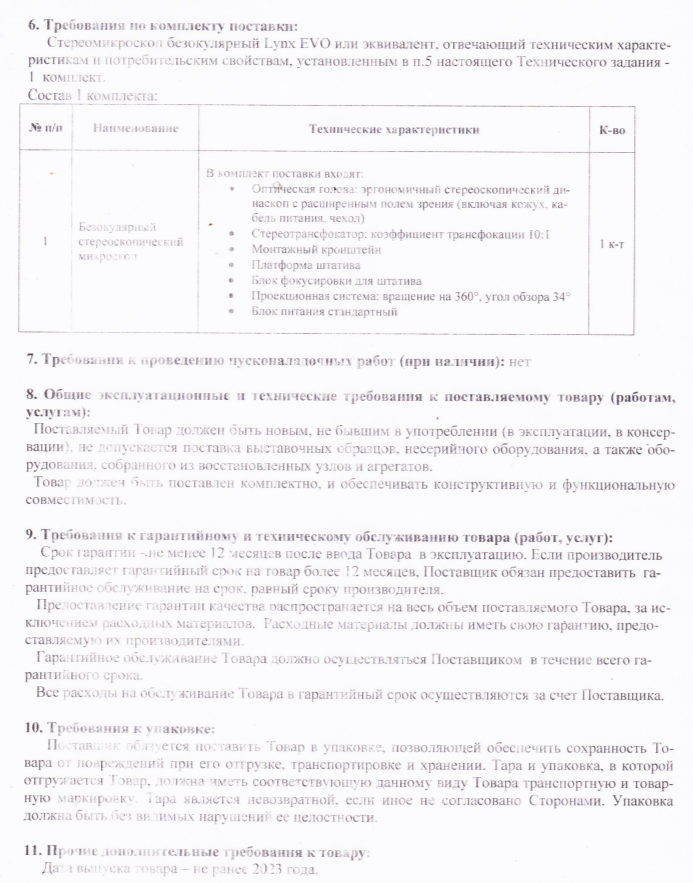 6. Требования по комплекту поставки:
Стереомикроскоп безокулярный Lynx EVO или эквивалент, отвечающий техническим характе-
ристикам и потребительским свойствам, установленным в п.5 настоящего Технического задания -
1 комплект.
Состав 1 комплекта:
№ п/п Наименование Технические характеристики К-во
1 Безокулярный стереоскопический микроскоп
В комплект поставки входят:
• Оптическая голова: эргономичный стереоскопический ди-
наскоп с расширенным полем зрения (включая кожух, ка-
бель питания, чехол)
• Стереотрансфокатор: коэффициент трансфокации 10:1
• Монтажный кронштейн
• Платформа штатива
• Блок фокусировки для штатива
• Проекционная система: вращение на 360°, угол обзора 34°
• Блок питания стандартный
1 к-т
7. Требования к проведению пусконаладочных работ (при наличии): нет
8. Общие эксплуатационные и технические требования к поставляемому товару (работам,
услугам):
Поставляемый Товар должен быть новым, не бывшим в употреблении (в эксплуатации, в консер-
вации), не допускается поставка выставочных образцов, несерийного оборудования, а также обо-
рудования, собранного из восстановленных узлов и агрегатов.
Товар должен быть поставлен комплектно, и обеспечивать конструктивную и функциональную
совместимость.
9. Требования к гарантийному и техническому обслуживанию товара (работ, услуг):
Срок гарантии - не менее 12 месяцев после ввода Товара в эксплуатацию. Если производитель
предоставляет гарантийный срок на товар более 12 месяцев, Поставщик обязан предоставить га-
рантийное обслуживание на срок, равный сроку производителя.
Предоставление гарантии качества распространяется на весь объем поставляемого Товара, за ис-
ключением расходных материалов. Расходные материалы должны иметь свою гарантию, предо-
ставляемую их производителями.
Гарантийное обслуживание Товара должно осуществляться Поставщиком в течение всего га-
рантийного срока.
Все расходы на обслуживание Товара в гарантийный срок осуществляются за счет Поставщика.
10. Требования к упаковке:
Поставщик обязуется поставить Товар в упаковке, позволяющей обеспечить сохранность То-
вара от повреждений при его отгрузке, транспортировке и хранении. Тара и упаковка, в которой
отгружается Товар, должна иметь соответствующую данному виду Товара транспортную и товар-
ную маркировку. Тара является невозвратной, если иное не согласовано Сторонами. Упаковка
должна быть без видимых нарушений ее целостности.
11. Прочие дополнительные требования к товару:
Дата выпуска товара – не ранее 2023 года.